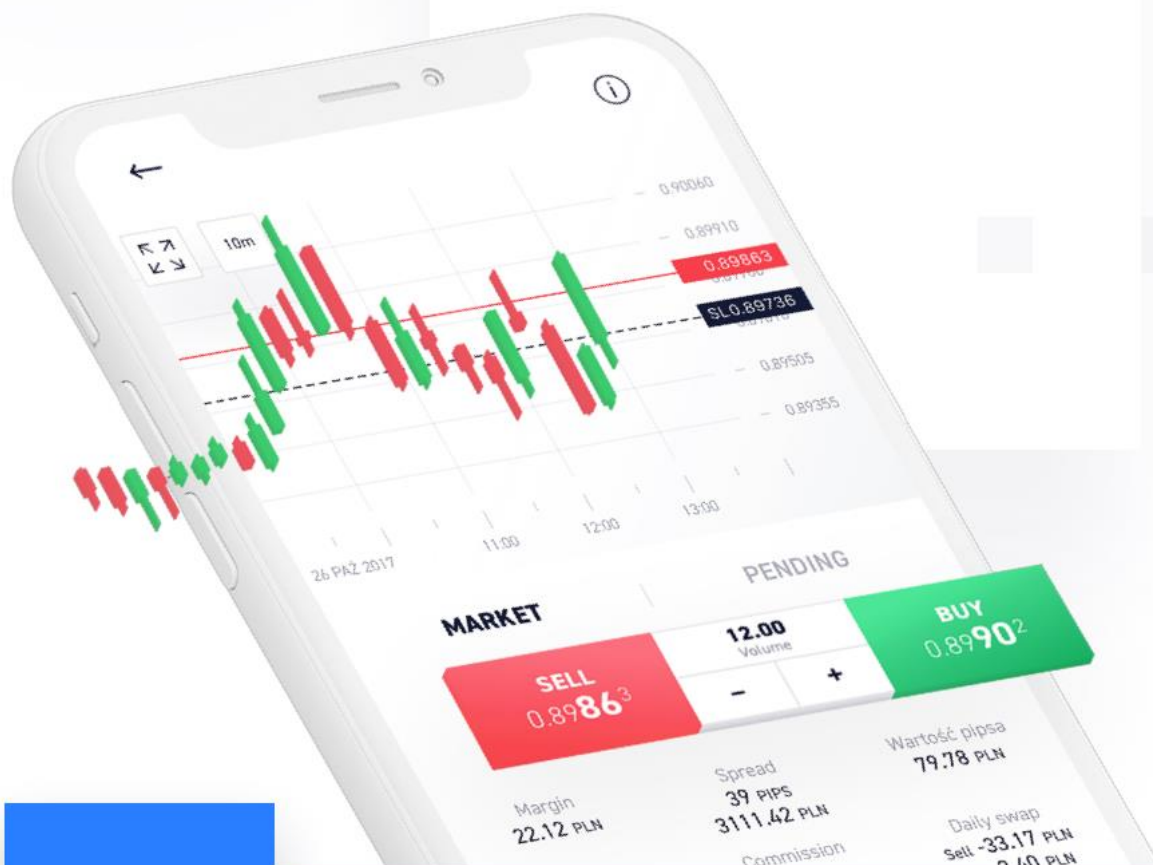 10m
0.90060
0.89910
0.89863
SL0.89736
0.89505
0.89355
26 PAŹ 2017
11:00
12:00
13:00
MARKET
PENDING
SELL
0.89863
12.00
Volume
-
+
BUY
0.89902
Margin
22.12 PLN
Spread
39 PIPS
3111.42 PLN
Wartość pipsa
79.78 PLN
Commission
Daily swap
Sell -33.17 PLN